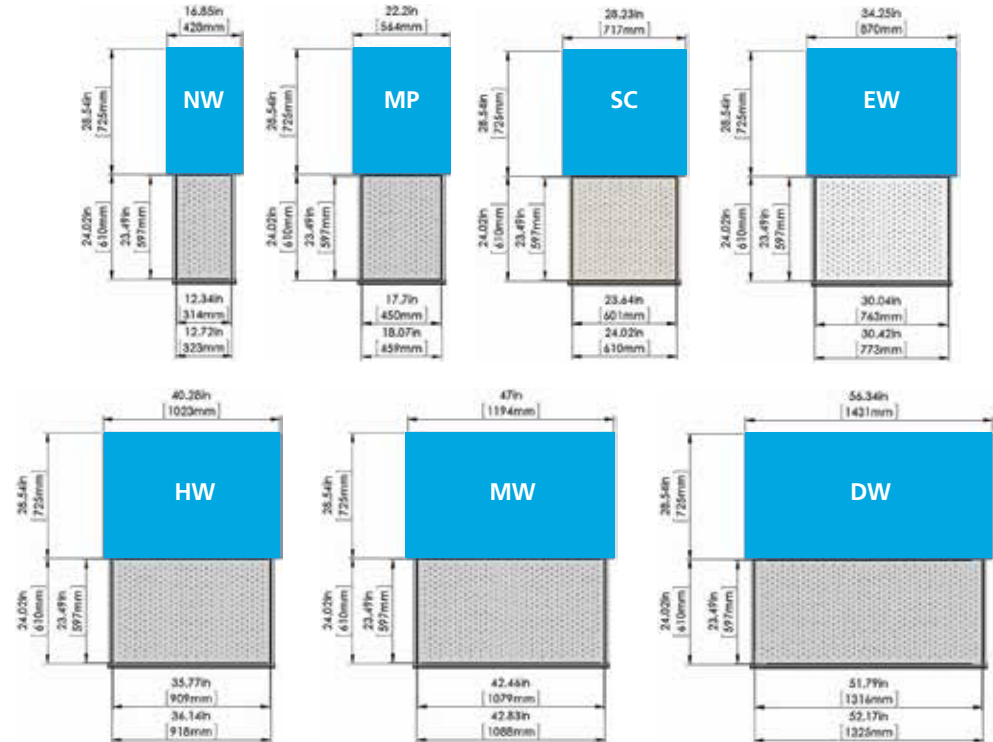 16.85in
[428mm]
22.2in
[564mm]
28.23in
[717mm]
34.25in
[870mm]
NW
MP
SC
EW
28.54in
[725mm]
28.54in
[725mm]
28.54in
[725mm]
28.54in
[725mm]
24.02in
[610mm]
23.49in
[597mm]
24.02in
[610mm]
23.49in
[597mm]
24.02in
[610mm]
23.49in
[597mm]
24.02in
[610mm]
23.49in
[597mm]
12.34in
[314mm]
12.72in
[323mm]
17.7in
[450mm]
18.07in
[459mm]
23.64in
[601mm]
24.02in
[610mm]
30.04in
[763mm]
30.42in
[773mm]
40.28in
[1023mm]
47in
[1194mm]
56.34in
[1431mm]
HW
MW
DW
28.54in
[725mm]
28.54in
[725mm]
28.54in
[725mm]
24.02in
[610mm]
23.49in
[597mm]
24.02in
[610mm]
23.49in
[597mm]
24.02in
[610mm]
23.49in
[597mm]
35.77in
[909mm]
36.14in
[918mm]
42.46in
[1079mm]
42.83in
[1088mm]
51.79in
[1316mm]
52.17in
[1325mm]